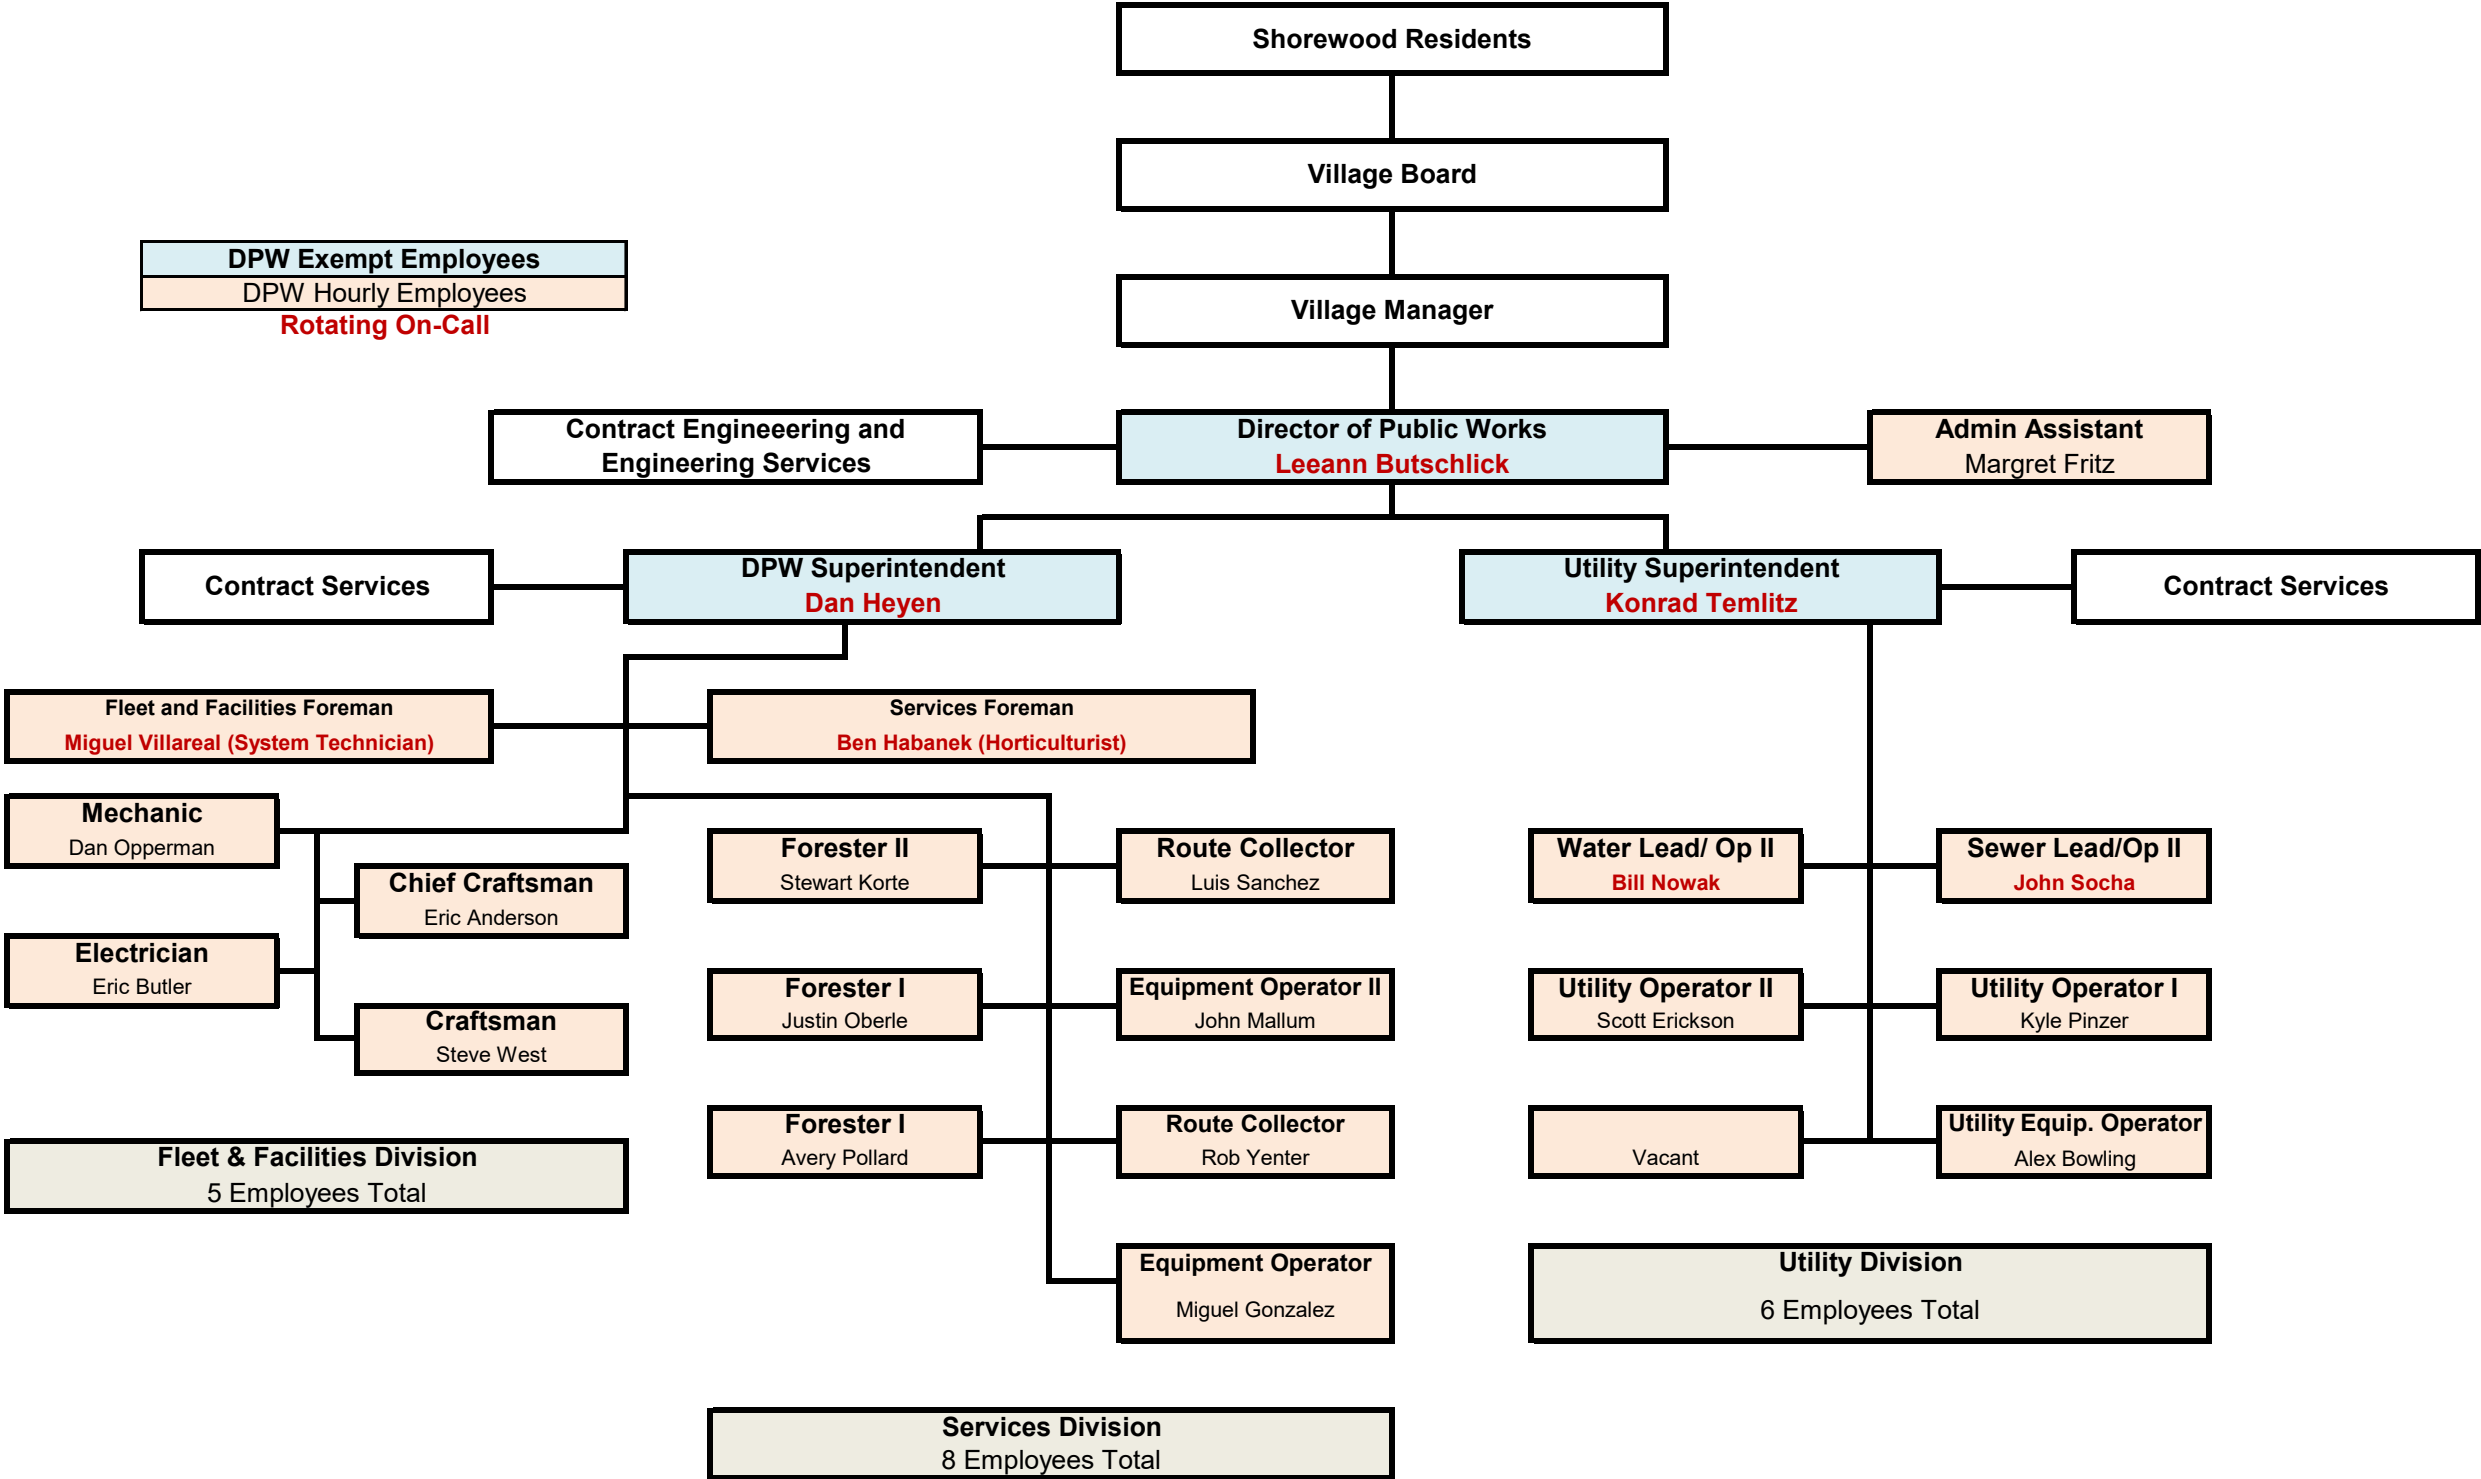 Shorewood Residents
Village Board
DPW Exempt Employees
DPW Hourly Employees
Rotating On-Call
Village Manager
Contract Engineeering and
Engineering Services
Director of Public Works
Leeann Butschlick
Admin Assistant
Margret Fritz
Contract Services
DPW Superintendent
Dan Heyen
Utility Superintendent
Konrad Temlitz
Contract Services
Fleet and Facilities Foreman
Miguel Villareal (System Technician)
Services Foreman
Ben Habanek (Horticulturist)
Mechanic
Dan Opperman
Chief Craftsman
Eric Anderson
Electrician
Eric Butler
Craftsman
Steve West
Fleet & Facilities Division
5 Employees Total
Forester II
Stewart Korte
Route Collector
Luis Sanchez
Forester I
Justin Oberle
Equipment Operator II
John Mallum
Forester I
Avery Pollard
Route Collector
Rob Yenter
Equipment Operator
Miguel Gonzalez
Services Division
8 Employees Total
Water Lead/ Op II
Bill Nowak
Sewer Lead/Op II
John Socha
Utility Operator II
Scott Erickson
Utility Operator I
Kyle Pinzer
Vacant
Utility Equip. Operator
Alex Bowling
Utility Division
6 Employees Total